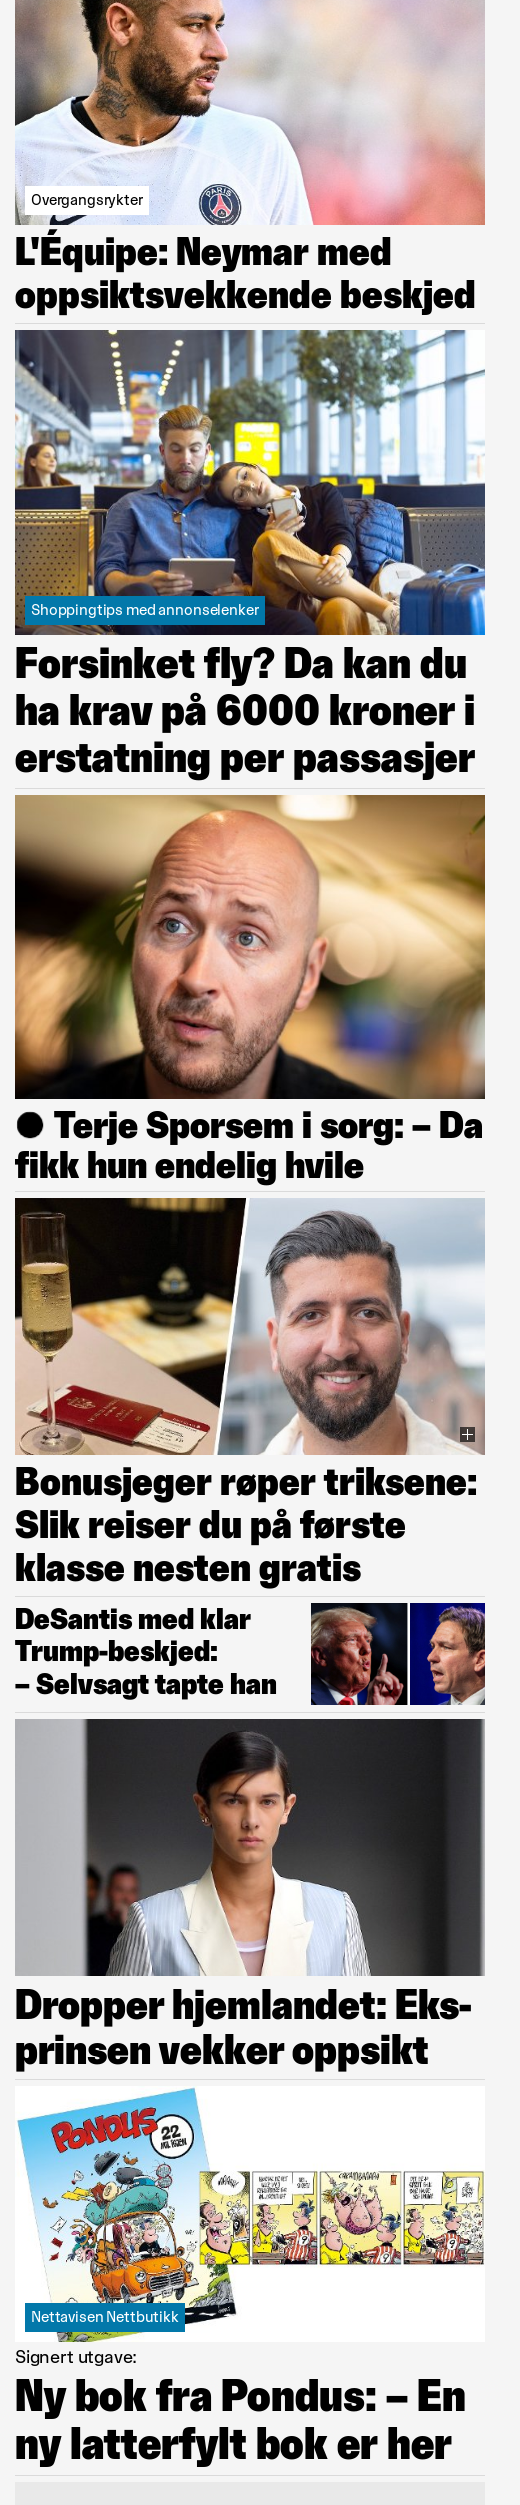 PARIS
Overgangsrykter
L'Équipe: Neymar med
oppsiktsvekkende beskjed
Shoppingtips med annonselenker
Forsinket fly? Da kan du
ha krav på 6000 kroner i
erstatning per passasjer
Terje Sporsem i sorg: – Da
fikk hun endelig hvile
Bonusjeger røper triksene:
Slik reiser du på første
klasse nesten gratis
DeSantis med klar
Trump-beskjed:
– Selvsagt tapte han
Dropper hjemlandet: Eks-
prinsen vekker oppsikt
PONDUS
22
Nettavisen Nettbutikk
Signert utgave:
Ny bok fra Pondus: – En
ny latterfylt bok er her